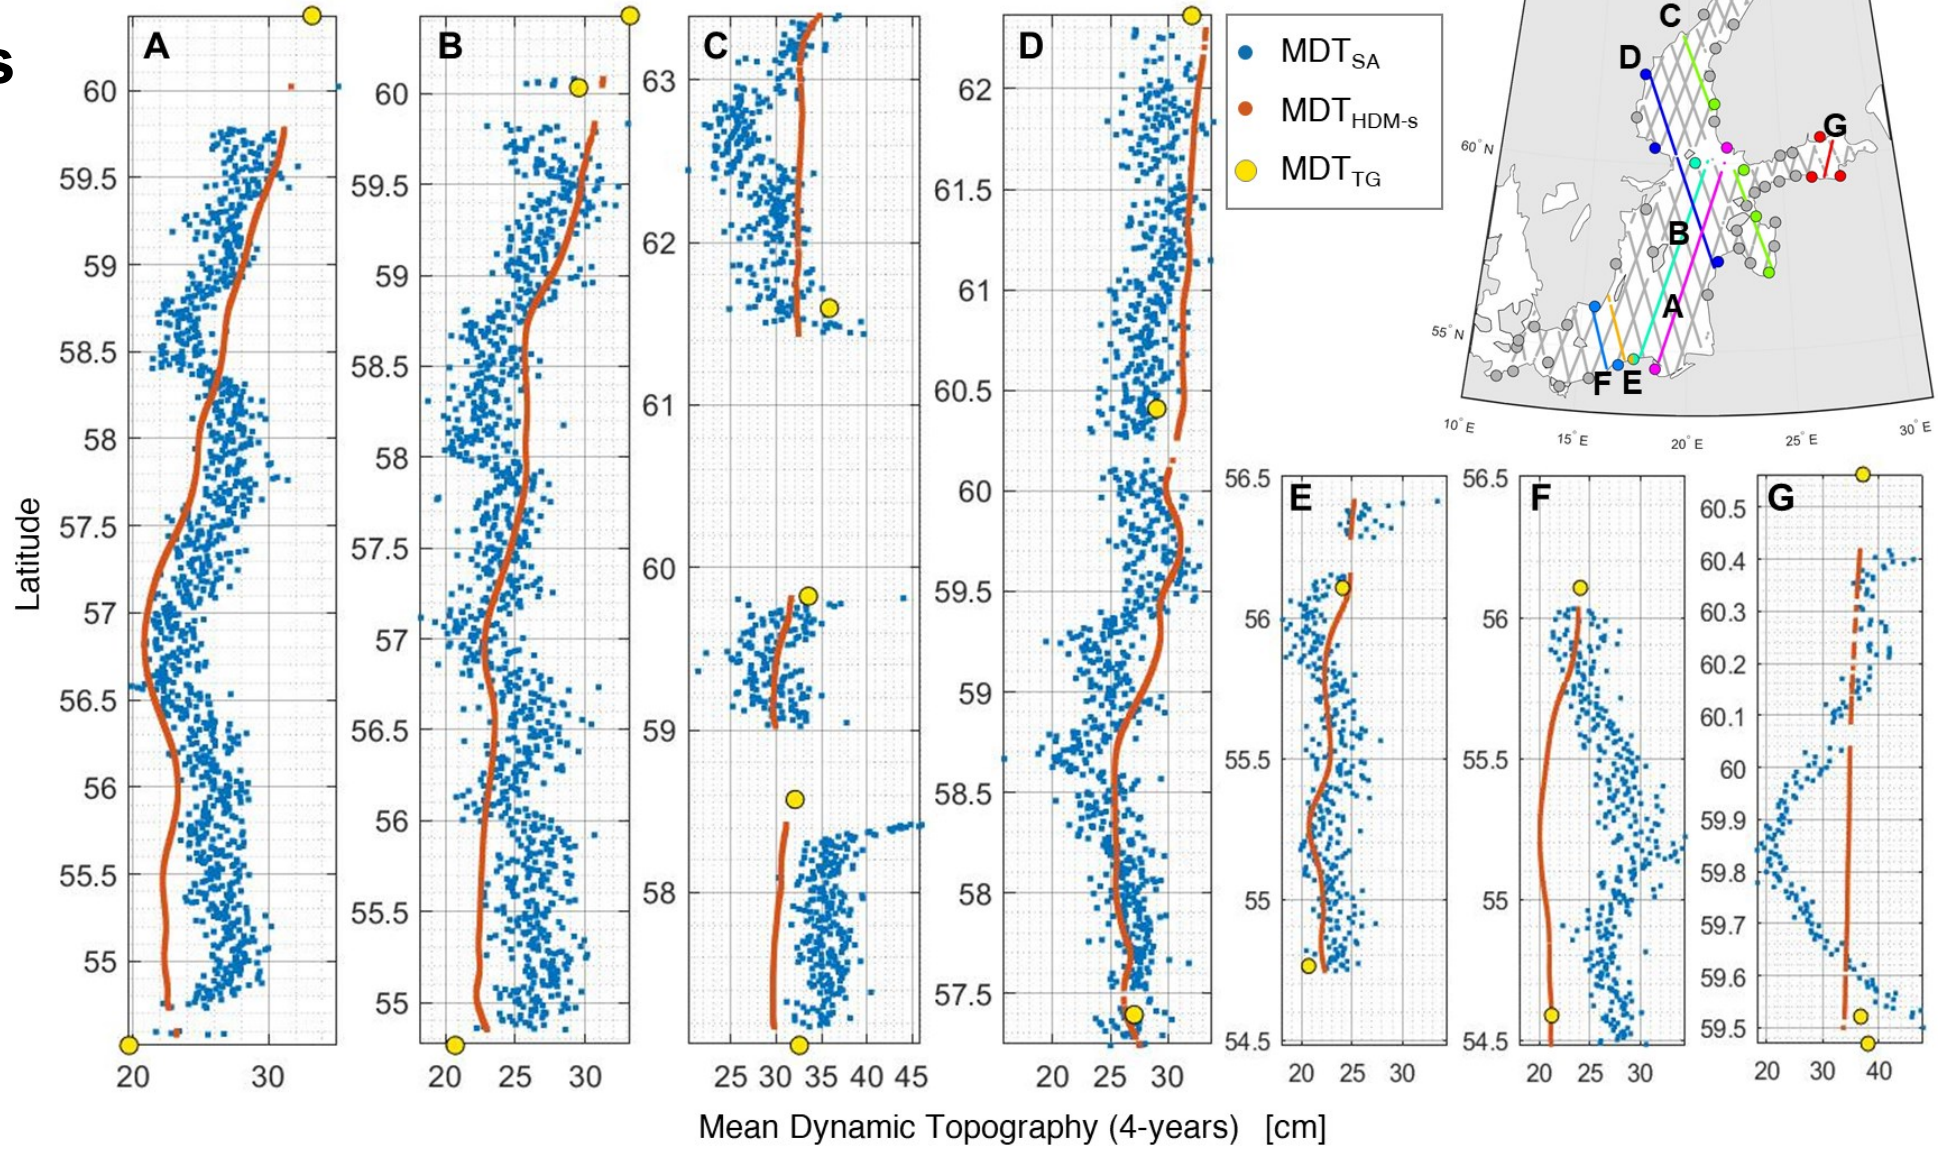 s
A
60
59.5
59
58.5
58
57.5
57
56.5
56
55.5
55
20 30
B
60
59.5
59
58.5
58
57.5
57
56.5
56
55.5
55
20 25 30
C
63
62
61
60
59
58
25 30 35 40 45
D
62
61.5
61
60.5
60
59.5
59
58.5
58
57.5
20 25 30
MDT_SA
MDT_HDM-s
MDT_TG
C
D
G
B
A
F E
60° N
55° N
10° E
15° E
20° E
25° E
30° E
E
56.5
56
55.5
55
54.5
20 25 30
F
56.5
56
55.5
55
54.5
20 25 30
G
60.5
60.4
60.3
60.2
60.1
60
59.9
59.8
59.7
59.6
59.5
20 30 40
Latitude
Mean Dynamic Topography (4-years) [cm]